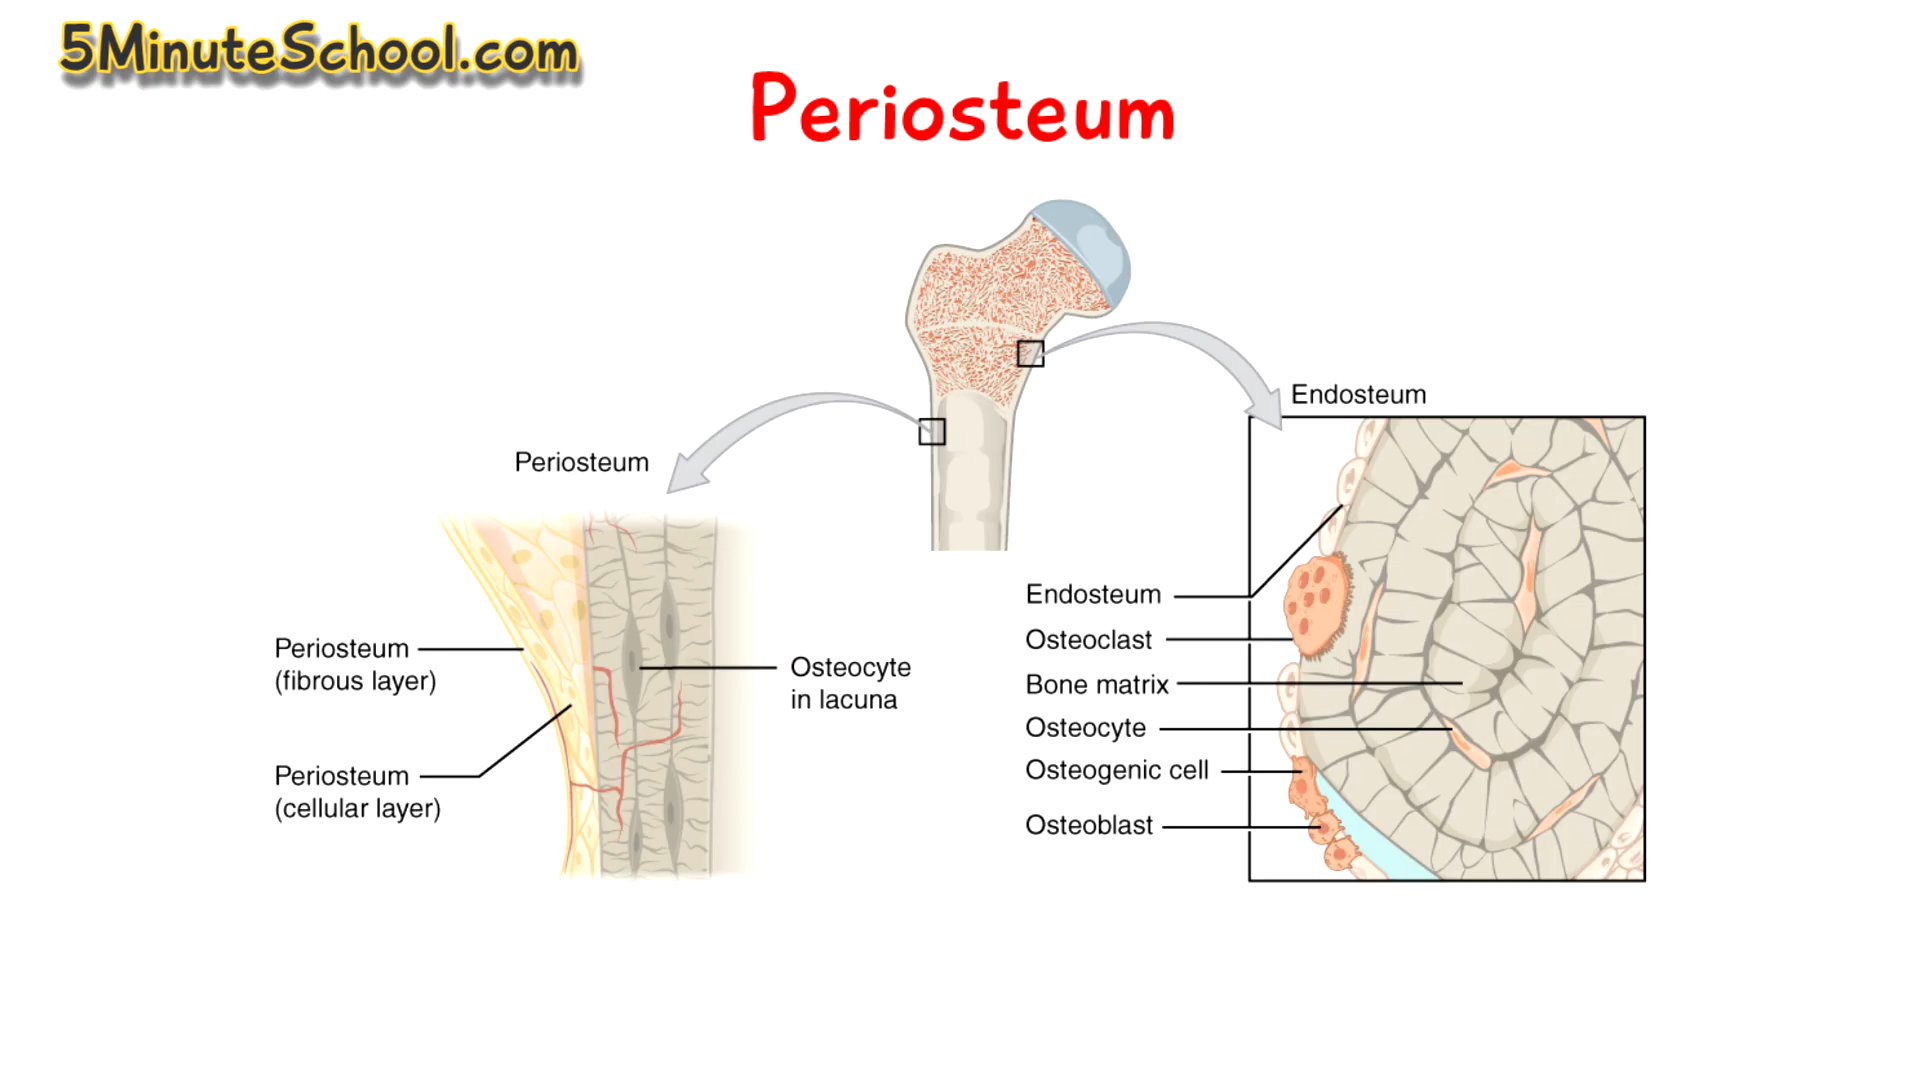 5MinuteSchool.com
Periosteum
Periosteum
Periosteum
(fibrous layer)
Periosteum
(cellular layer)
Osteocyte
in lacuna
Endosteum
Endosteum
Osteoclast
Bone matrix
Osteocyte
Osteogenic cell
Osteoblast